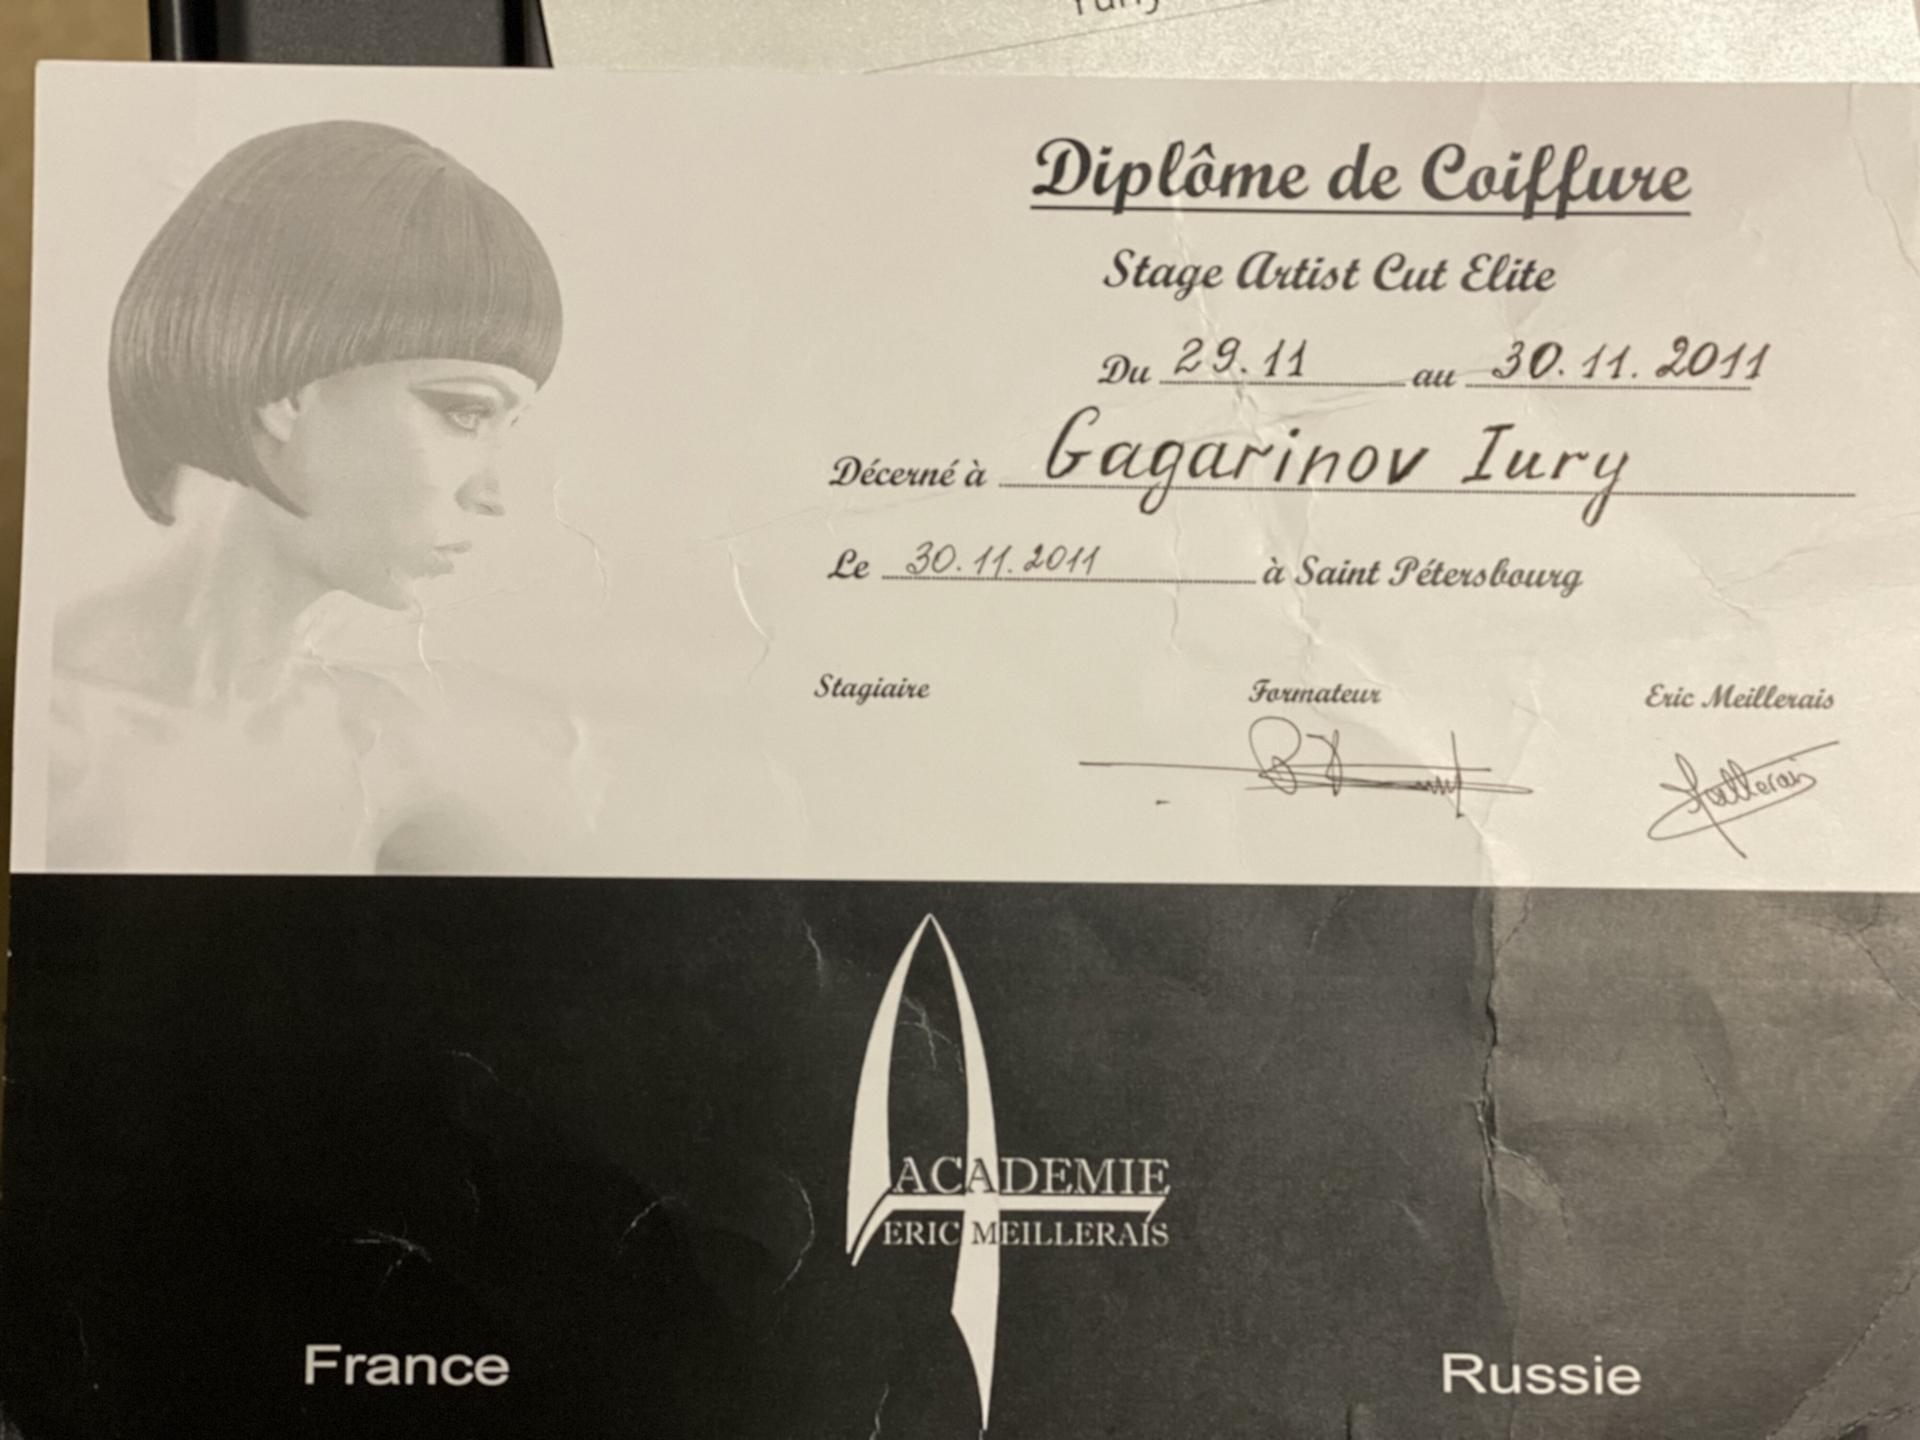 Diplôme de Coiffure
Stage Artist Cut Elite
Du 29.11 au 30.11.2011
Décerné à Gagarinov Iury
Le 30.11.2011 à Saint Pétersbourg
Stagiaire Formateur Eric Meillerais
ACADEMIE
ERIC MEILLERAIS
France Russie